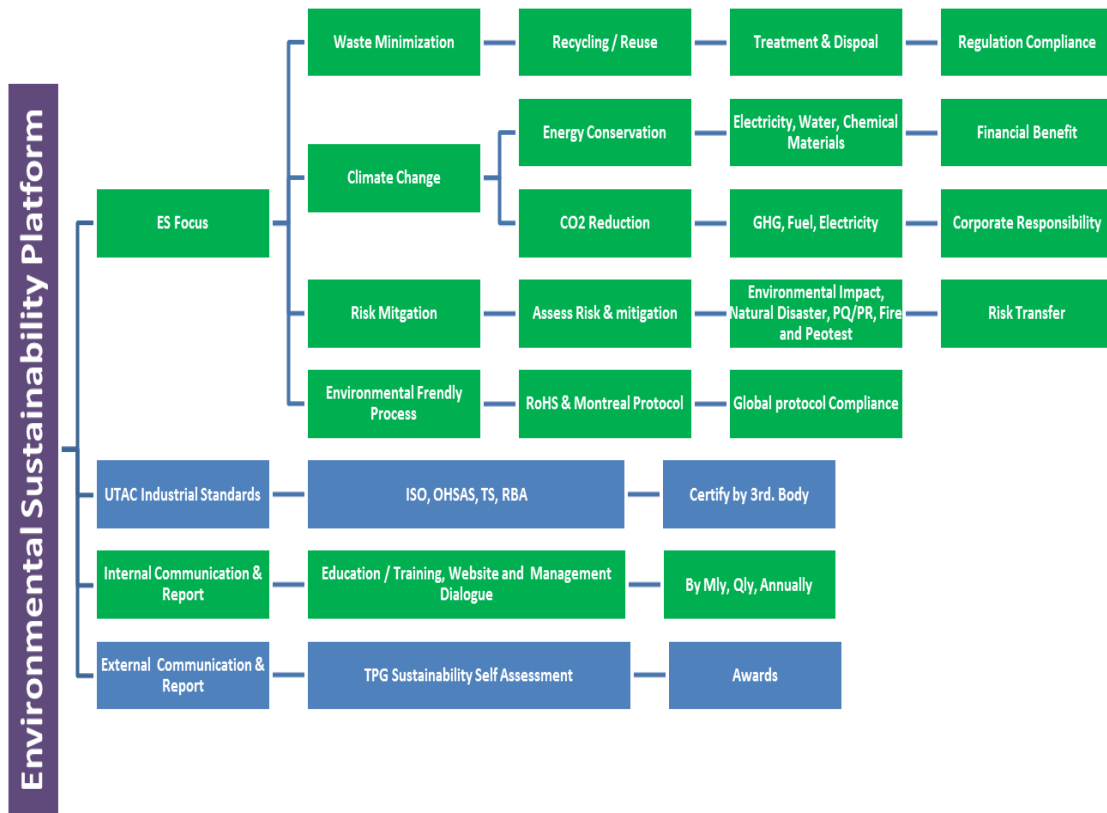 Environmental Sustainability Platform
ES Focus
Waste Minimization
Recycling / Reuse
Treatment & Dispoal
Regulation Compliance
Climate Change
Energy Conservation
Electricity, Water, Chemical
Materials
Financial Benefit
CO2 Reduction
GHG, Fuel, Electricity
Corporate Responsibility
Risk Mitgation
Assess Risk & mitigation
Environmental Impact,
Natural Disaster, PQ/PR, Fire
and Peotest
Risk Transfer
Environmental Frendly
Process
RoHS & Montreal Protocol
Global protocol Compliance
UTAC Industrial Standards
ISO, OHSAS, TS, RBA
Certify by 3rd. Body
Internal Communication &
Report
Education / Training, Website and Management
Dialogue
By Mly, Qly, Annually
External Communication &
Report
TPG Sustainability Self Assessment
Awards